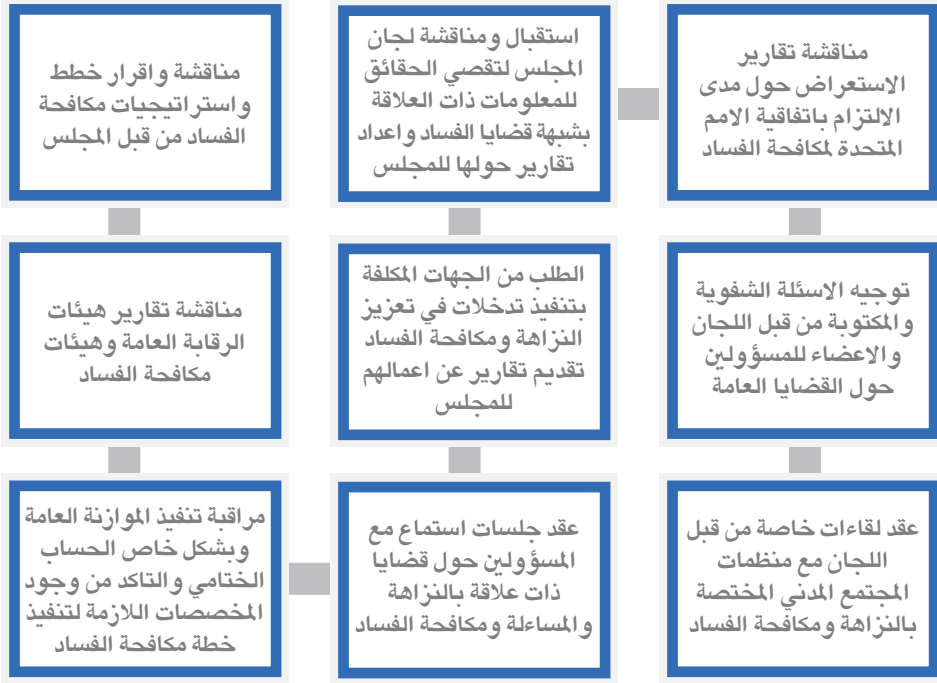 مناقشة واقرار خطط
واستراتيجيات مكافحة
الفساد من قبل المجلس
مناقشة تقارير هيئات
الرقابة العامة وهيئات
مكافحة الفساد
مراقبة تنفيذ الموازنة العامة
وبشكل خاص الحساب
الختامي والتاكد من وجود
المخصصات اللازمة لتنفيذ
خطة مكافحة الفساد
عقد جلسات استماع مع
المسؤولين حول قضايا
ذات علاقة بالنزاهة
والمساءلة ومكافحة الفساد
الطلب من الجهات المكلفة
بتنفيذ تدخلات في تعزيز
النزاهة ومكافحة الفساد
تقديم تقارير عن اعمالهم
للمجلس
استقبال ومناقشة لجان
المجلس لتقصي الحقائق
للمعلومات ذات العلاقة
بشبهة قضايا الفساد واعداد
تقارير حولها للمجلس
مناقشة تقارير
الاستعراض حول مدى
الالتزام باتفاقية الامم
المتحدة لمكافحة الفساد
توجيه الاسئلة الشفوية
والمكتوبة من قبل اللجان
والاعضاء للمسؤولين
حول القضايا العامة
عقد لقاءات خاصة من قبل
اللجان مع منظمات
المجتمع المدني المختصة
بالنزاهة ومكافحة الفساد